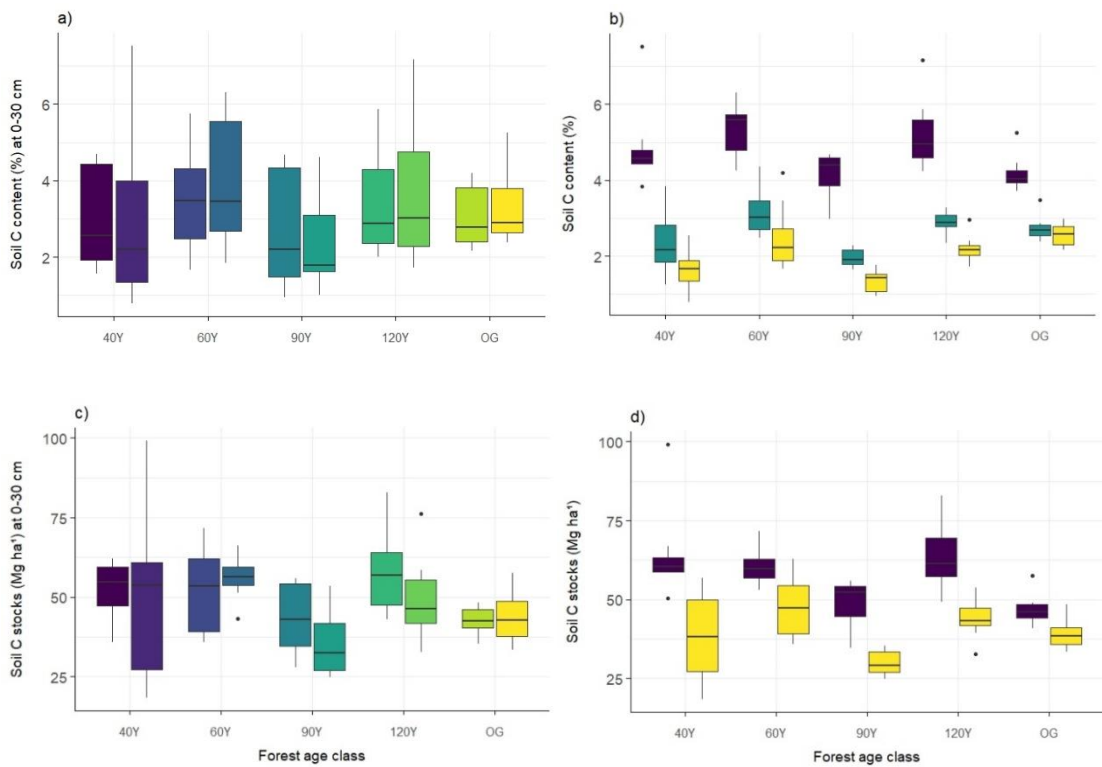 a)
Soil C content (%) at 0-30 cm
6
4
2
40Y 60Y 90Y 120Y OG
b)
Soil C content (%)
6
4
2
40Y 60Y 90Y 120Y OG
c)
Soil C stocks (Mg ha¹) at 0-30 cm
100
75
50
25
40Y 60Y 90Y 120Y OG
Forest age class
d)
Soil C stocks (Mg ha¹)
100
75
50
25
40Y 60Y 90Y 120Y OG
Forest age class